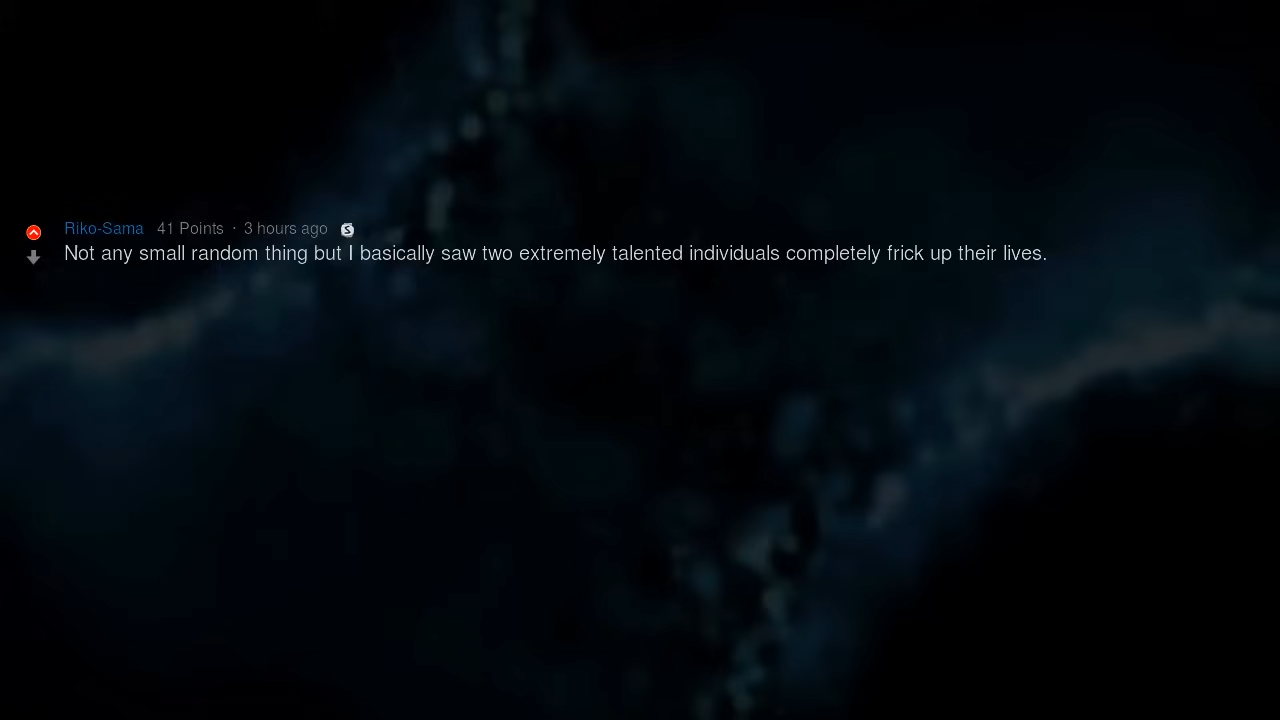 Riko-Sama 41 Points · 3 hours ago S
Not any small random thing but I basically saw two extremely talented individuals completely frick up their lives.